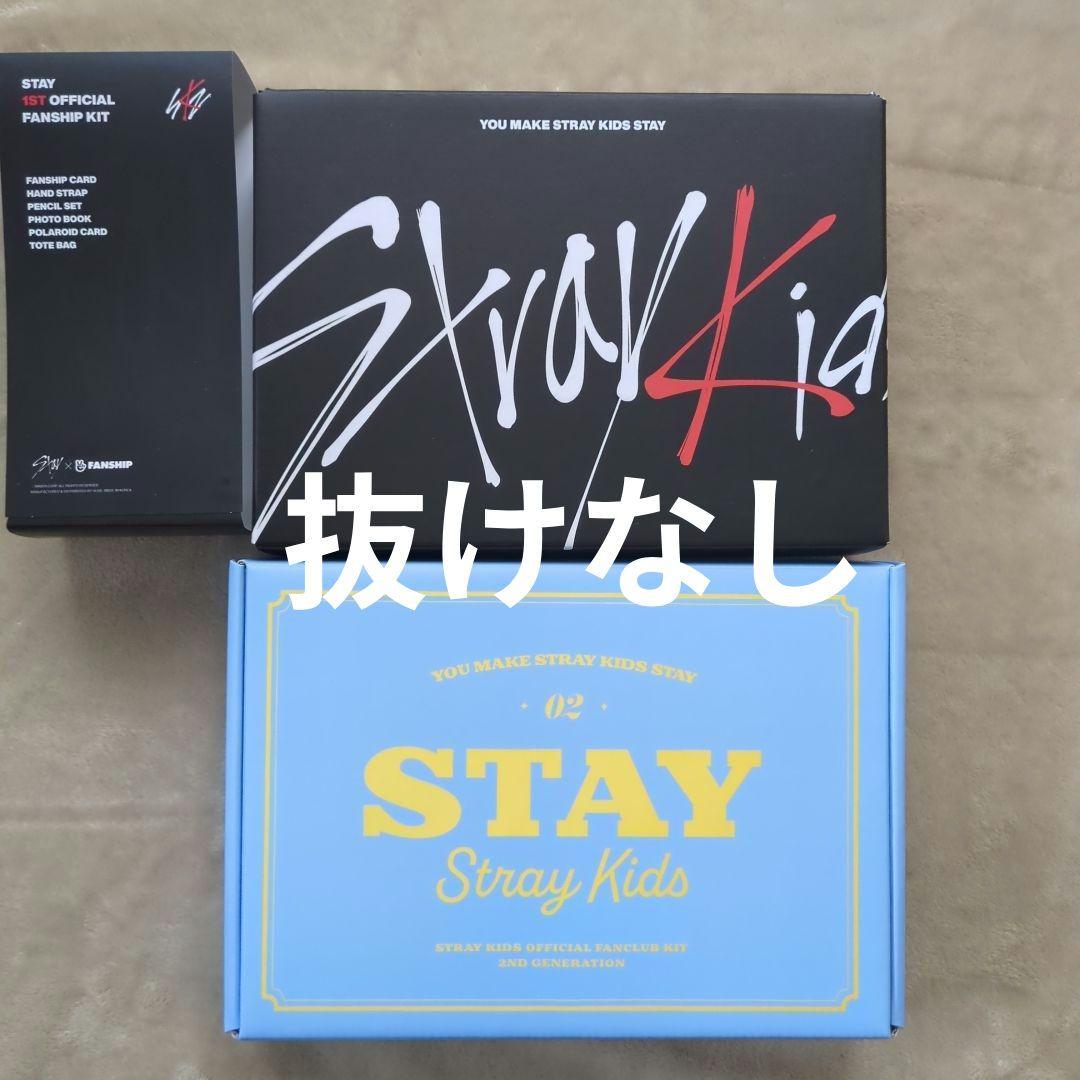 STAY
1ST OFFICIAL
FANSHIP KIT
SKZ
FANSHIP CARD
HAND STRAP
PENCIL SET
PHOTO BOOK
POLAROID CARD
TOTE BAG
Stray × FANSHIP
YOU MAKE STRAY KIDS STAY
Stray Kids
抜けなし
YOU MAKE STRAY KIDS STAY
02
STAY
Stray Kids
STRAY KIDS OFFICIAL FANCLUB KIT
2ND GENERATION